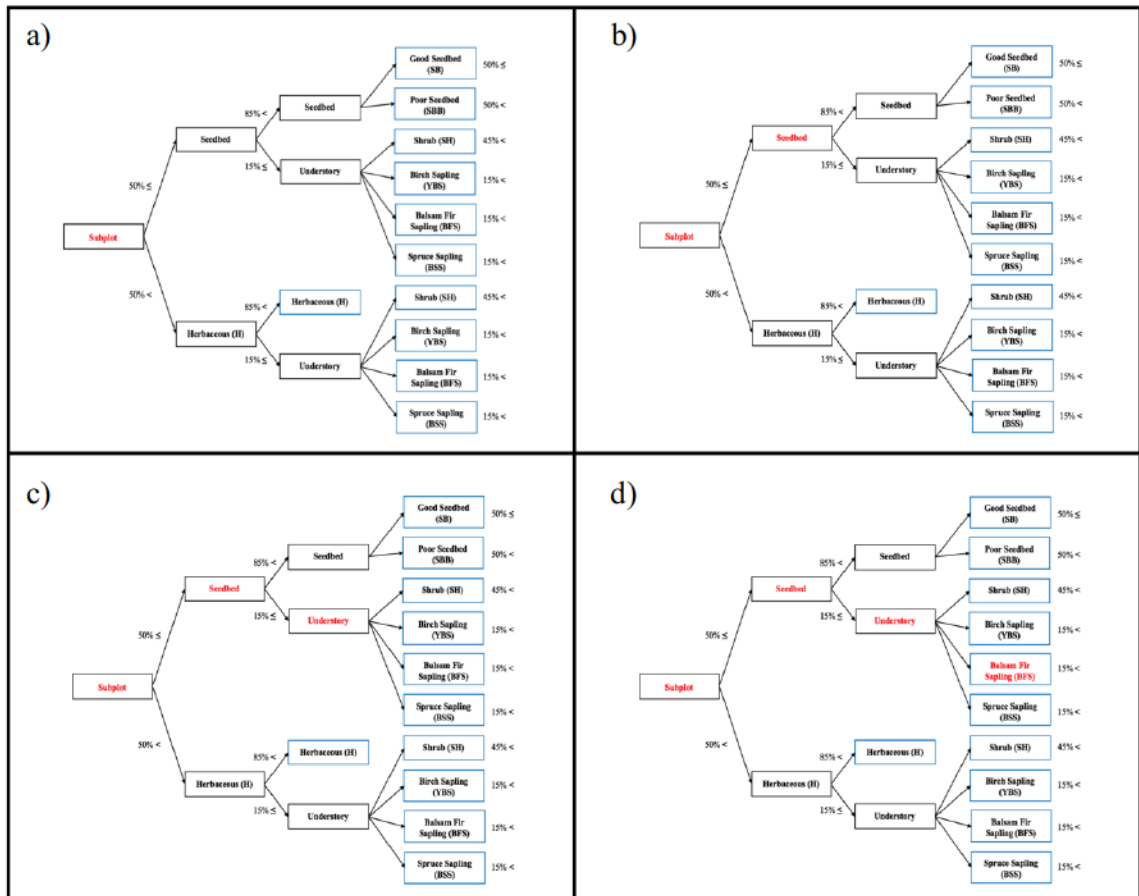 a)
Good Seedbed
(SB)
50% ≤
Poor Seedbed
(SBB)
50% <
85% <
Seedbed
Seedbed
Shrub (SH)
45% <
15% ≤
Understory
Birch Sapling
(YBS)
15% <
50% ≤
Balsam Fir
Sapling (BFS)
15% <
Subplot
Spruce Sapling
(BSS)
15% <
50% <
Shrub (SH)
45% <
85% <
Herbaceous (H)
Herbaceous (H)
Birch Sapling
(YBS)
15% <
15% ≤
Understory
Balsam Fir
Sapling (BFS)
15% <
Spruce Sapling
(BSS)
15% <
b)
Good Seedbed
(SB)
50% ≤
Poor Seedbed
(SBB)
50% <
85% <
Seedbed
Seedbed
Shrub (SH)
45% <
15% ≤
Understory
Birch Sapling
(YBS)
15% <
50% ≤
Balsam Fir
Sapling (BFS)
15% <
Subplot
Spruce Sapling
(BSS)
15% <
50% <
Shrub (SH)
45% <
85% <
Herbaceous (H)
Herbaceous (H)
Birch Sapling
(YBS)
15% <
15% ≤
Understory
Balsam Fir
Sapling (BFS)
15% <
Spruce Sapling
(BSS)
15% <
c)
Good Seedbed
(SB)
50% ≤
Poor Seedbed
(SBB)
50% <
85% <
Seedbed
Seedbed
Shrub (SH)
45% <
15% ≤
Understory
Birch Sapling
(YBS)
15% <
50% ≤
Balsam Fir
Sapling (BFS)
15% <
Subplot
Spruce Sapling
(BSS)
15% <
50% <
Shrub (SH)
45% <
85% <
Herbaceous (H)
Herbaceous (H)
Birch Sapling
(YBS)
15% <
15% ≤
Understory
Balsam Fir
Sapling (BFS)
15% <
Spruce Sapling
(BSS)
15% <
d)
Good Seedbed
(SB)
50% ≤
Poor Seedbed
(SBB)
50% <
85% <
Seedbed
Seedbed
Shrub (SH)
45% <
15% ≤
Understory
Birch Sapling
(YBS)
15% <
50% ≤
Balsam Fir
Sapling (BFS)
15% <
Subplot
Spruce Sapling
(BSS)
15% <
50% <
Shrub (SH)
45% <
85% <
Herbaceous (H)
Herbaceous (H)
Birch Sapling
(YBS)
15% <
15% ≤
Understory
Balsam Fir
Sapling (BFS)
15% <
Spruce Sapling
(BSS)
15% <